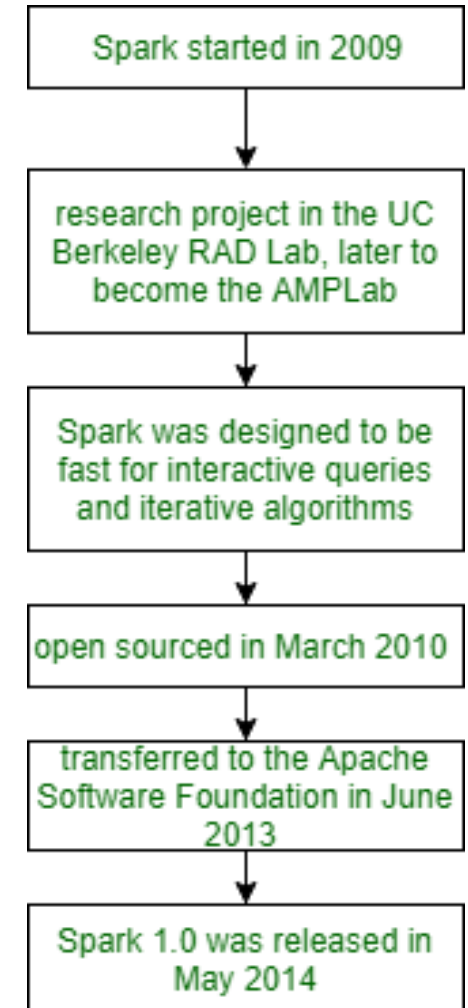 Spark started in 2009
research project in the UC
Berkeley RAD Lab, later to
become the AMPLab
Spark was designed to be
fast for interactive queries
and iterative algorithms
open sourced in March 2010
transferred to the Apache
Software Foundation in June
2013
Spark 1.0 was released in
May 2014